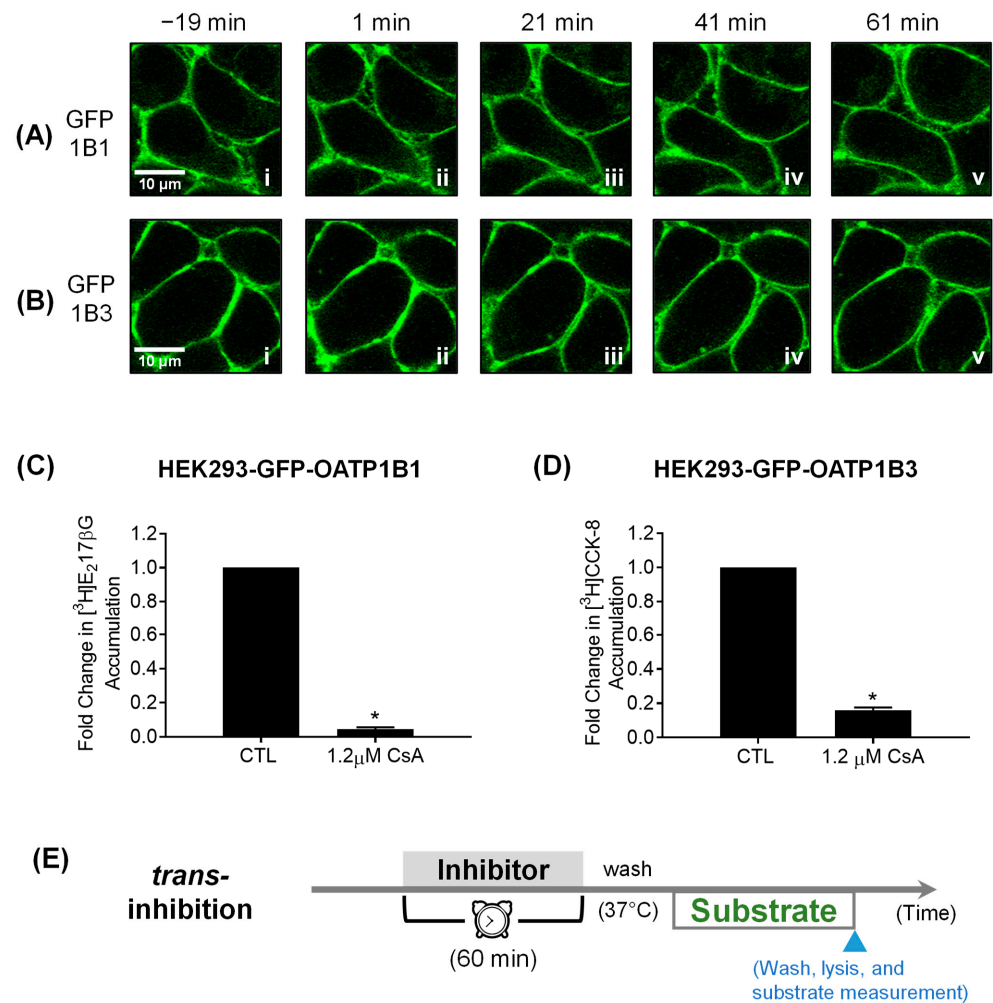 −19 min 1 min 21 min 41 min 61 min
(A) GFP
1B1
10 µm
i ii iii iv v
(B) GFP
1B3
10 µm
i ii iii iv v
(C) HEK293-GFP-OATP1B1
Fold Change in [³H]E₂17βG
Accumulation
1.2
1.0
0.8
0.6
0.4
0.2
0.0
*
CTL 1.2µM CsA
(D) HEK293-GFP-OATP1B3
Fold Change in [³H]CCK-8
Accumulation
1.2
1.0
0.8
0.6
0.4
0.2
0.0
*
CTL 1.2 µM CsA
(E)
trans-
inhibition
Inhibitor
(60 min)
wash
(37°C)
Substrate
(Time)
(Wash, lysis, and
substrate measurement)